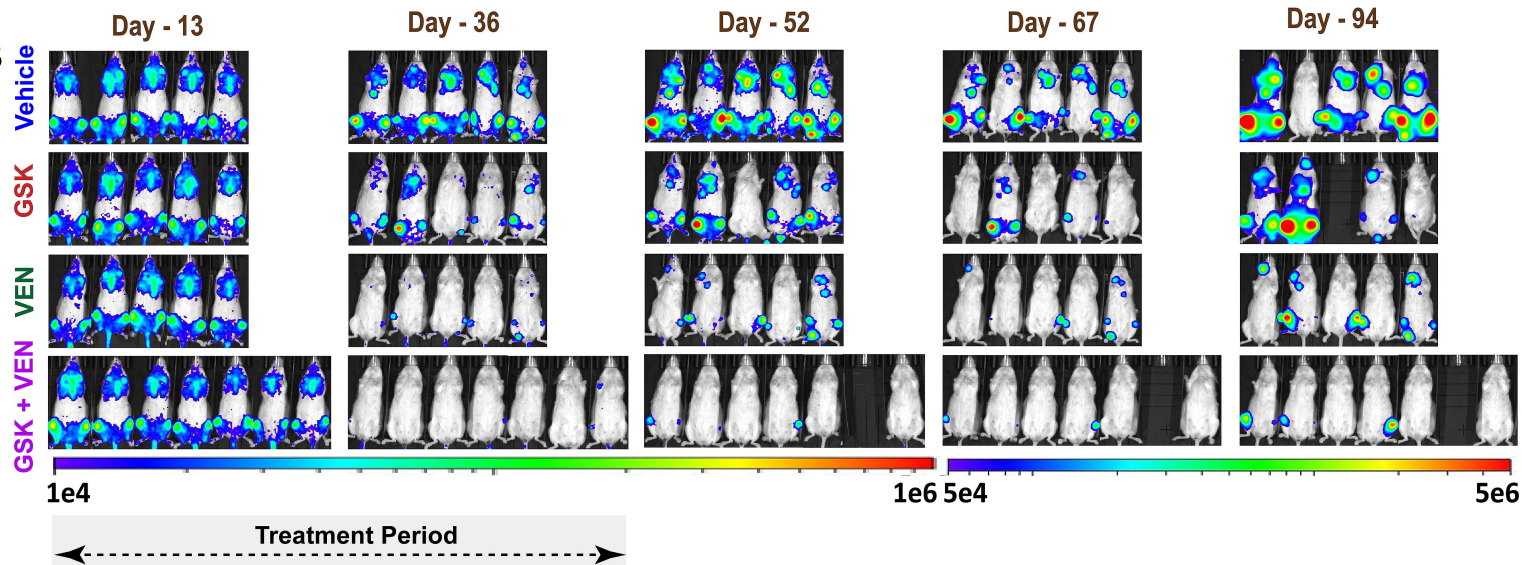 Day - 13
Day - 36
Day - 52
Day - 67
Day - 94
Vehicle
GSK
VEN
GSK + VEN
1e4
1e6
5e4
5e6
Treatment Period